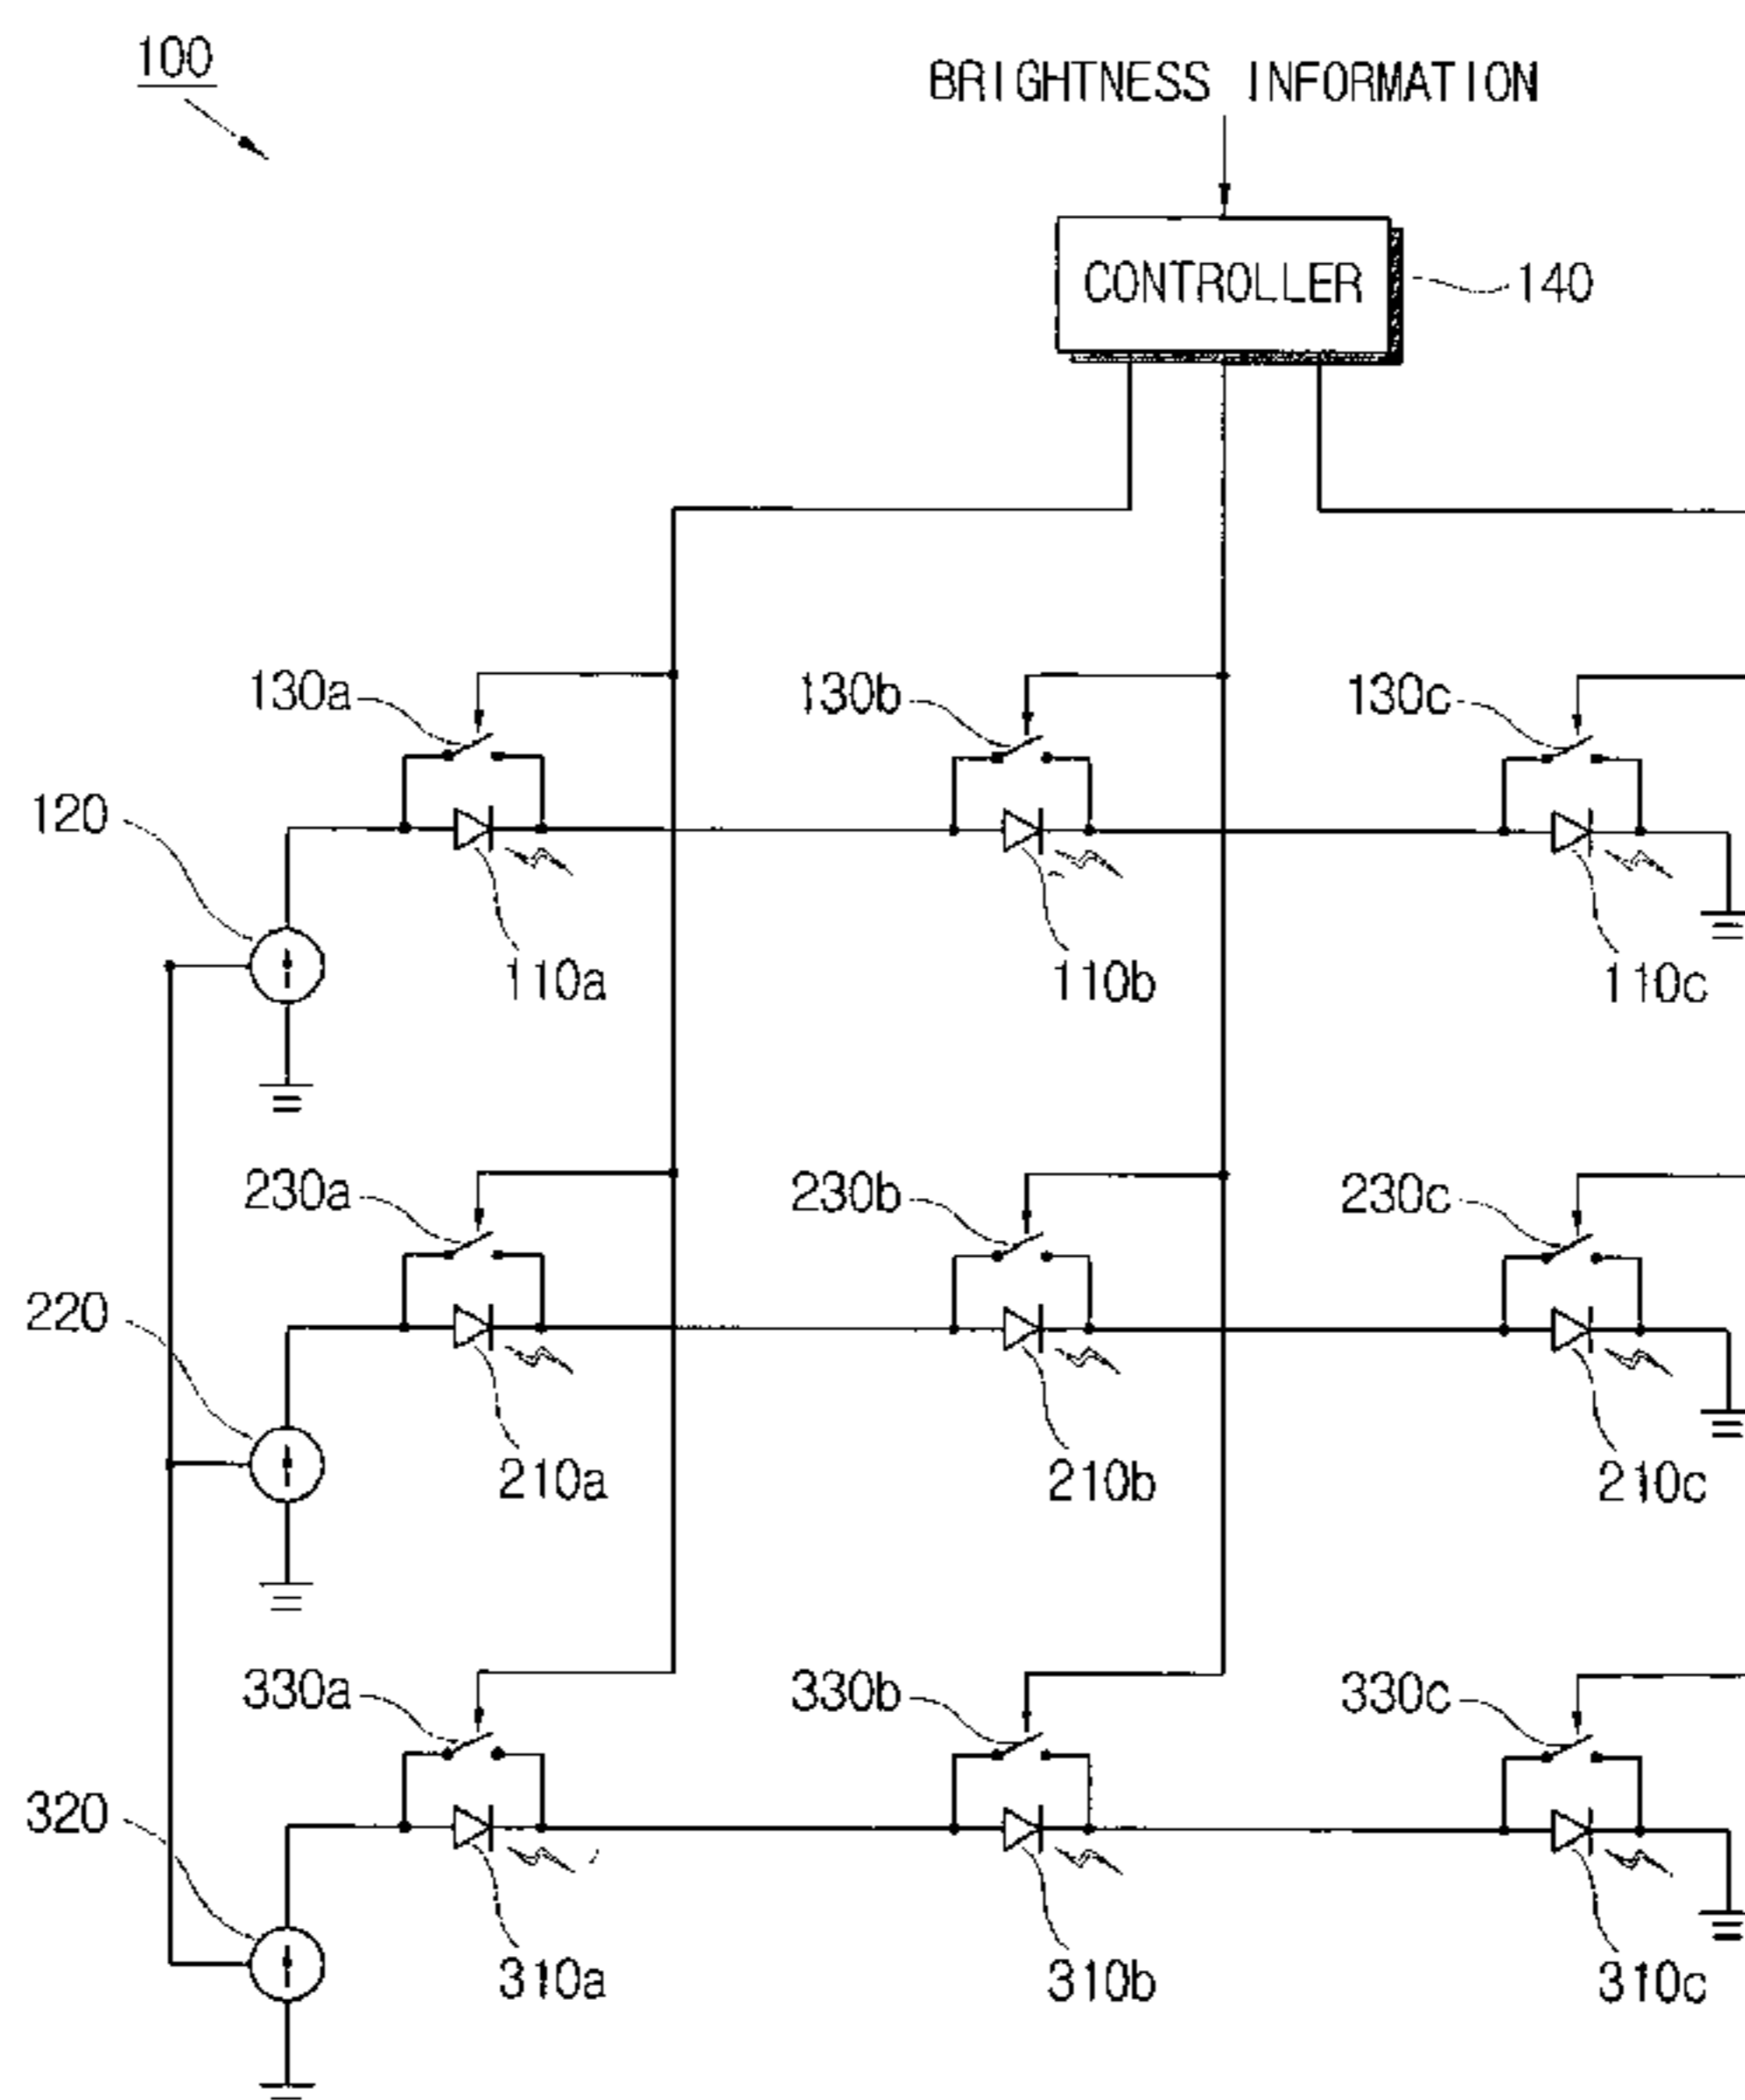 100
BRIGHTNESS INFORMATION
CONTROLLER
140
130a
130b
130c
120
110a
110b
110c
230a
230b
230c
220
210a
210b
210c
330a
330b
330c
320
310a
310b
310c